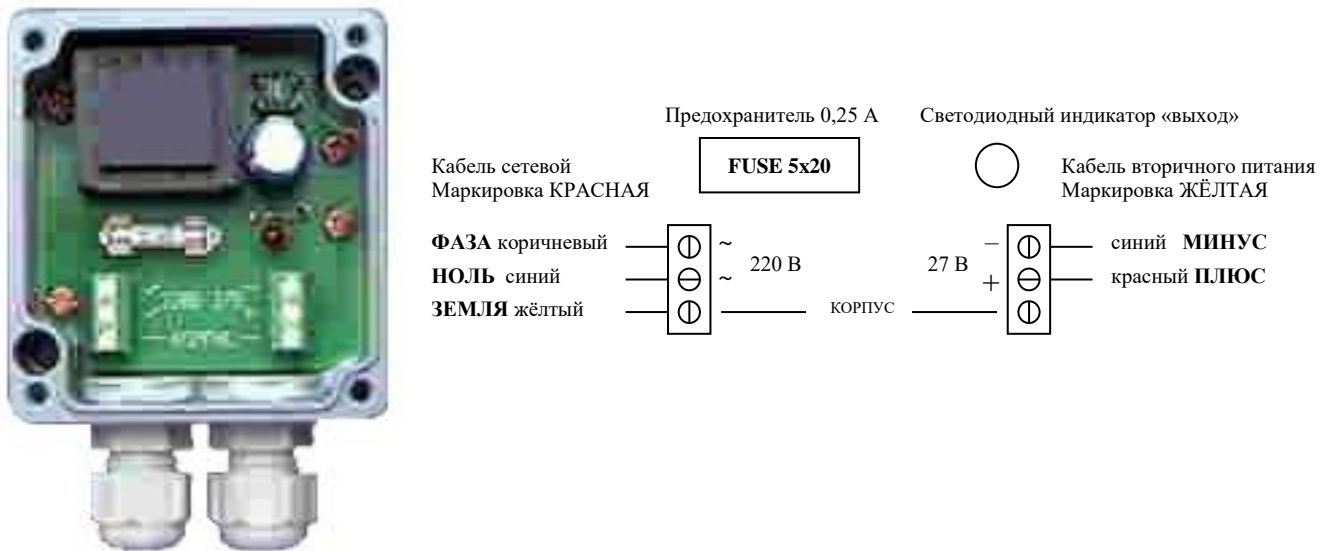 Предохранитель 0,25 А
Светодиодный индикатор «выход»
Кабель сетевой
Маркировка КРАСНАЯ
FUSE 5x20
Кабель вторичного питания
Маркировка ЖЁЛТАЯ
ФАЗА коричневый
~
НОЛЬ синий
~
220 В
ЗЕМЛЯ жёлтый
КОРПУС
27 В
–
синий МИНУС
+
красный ПЛЮС